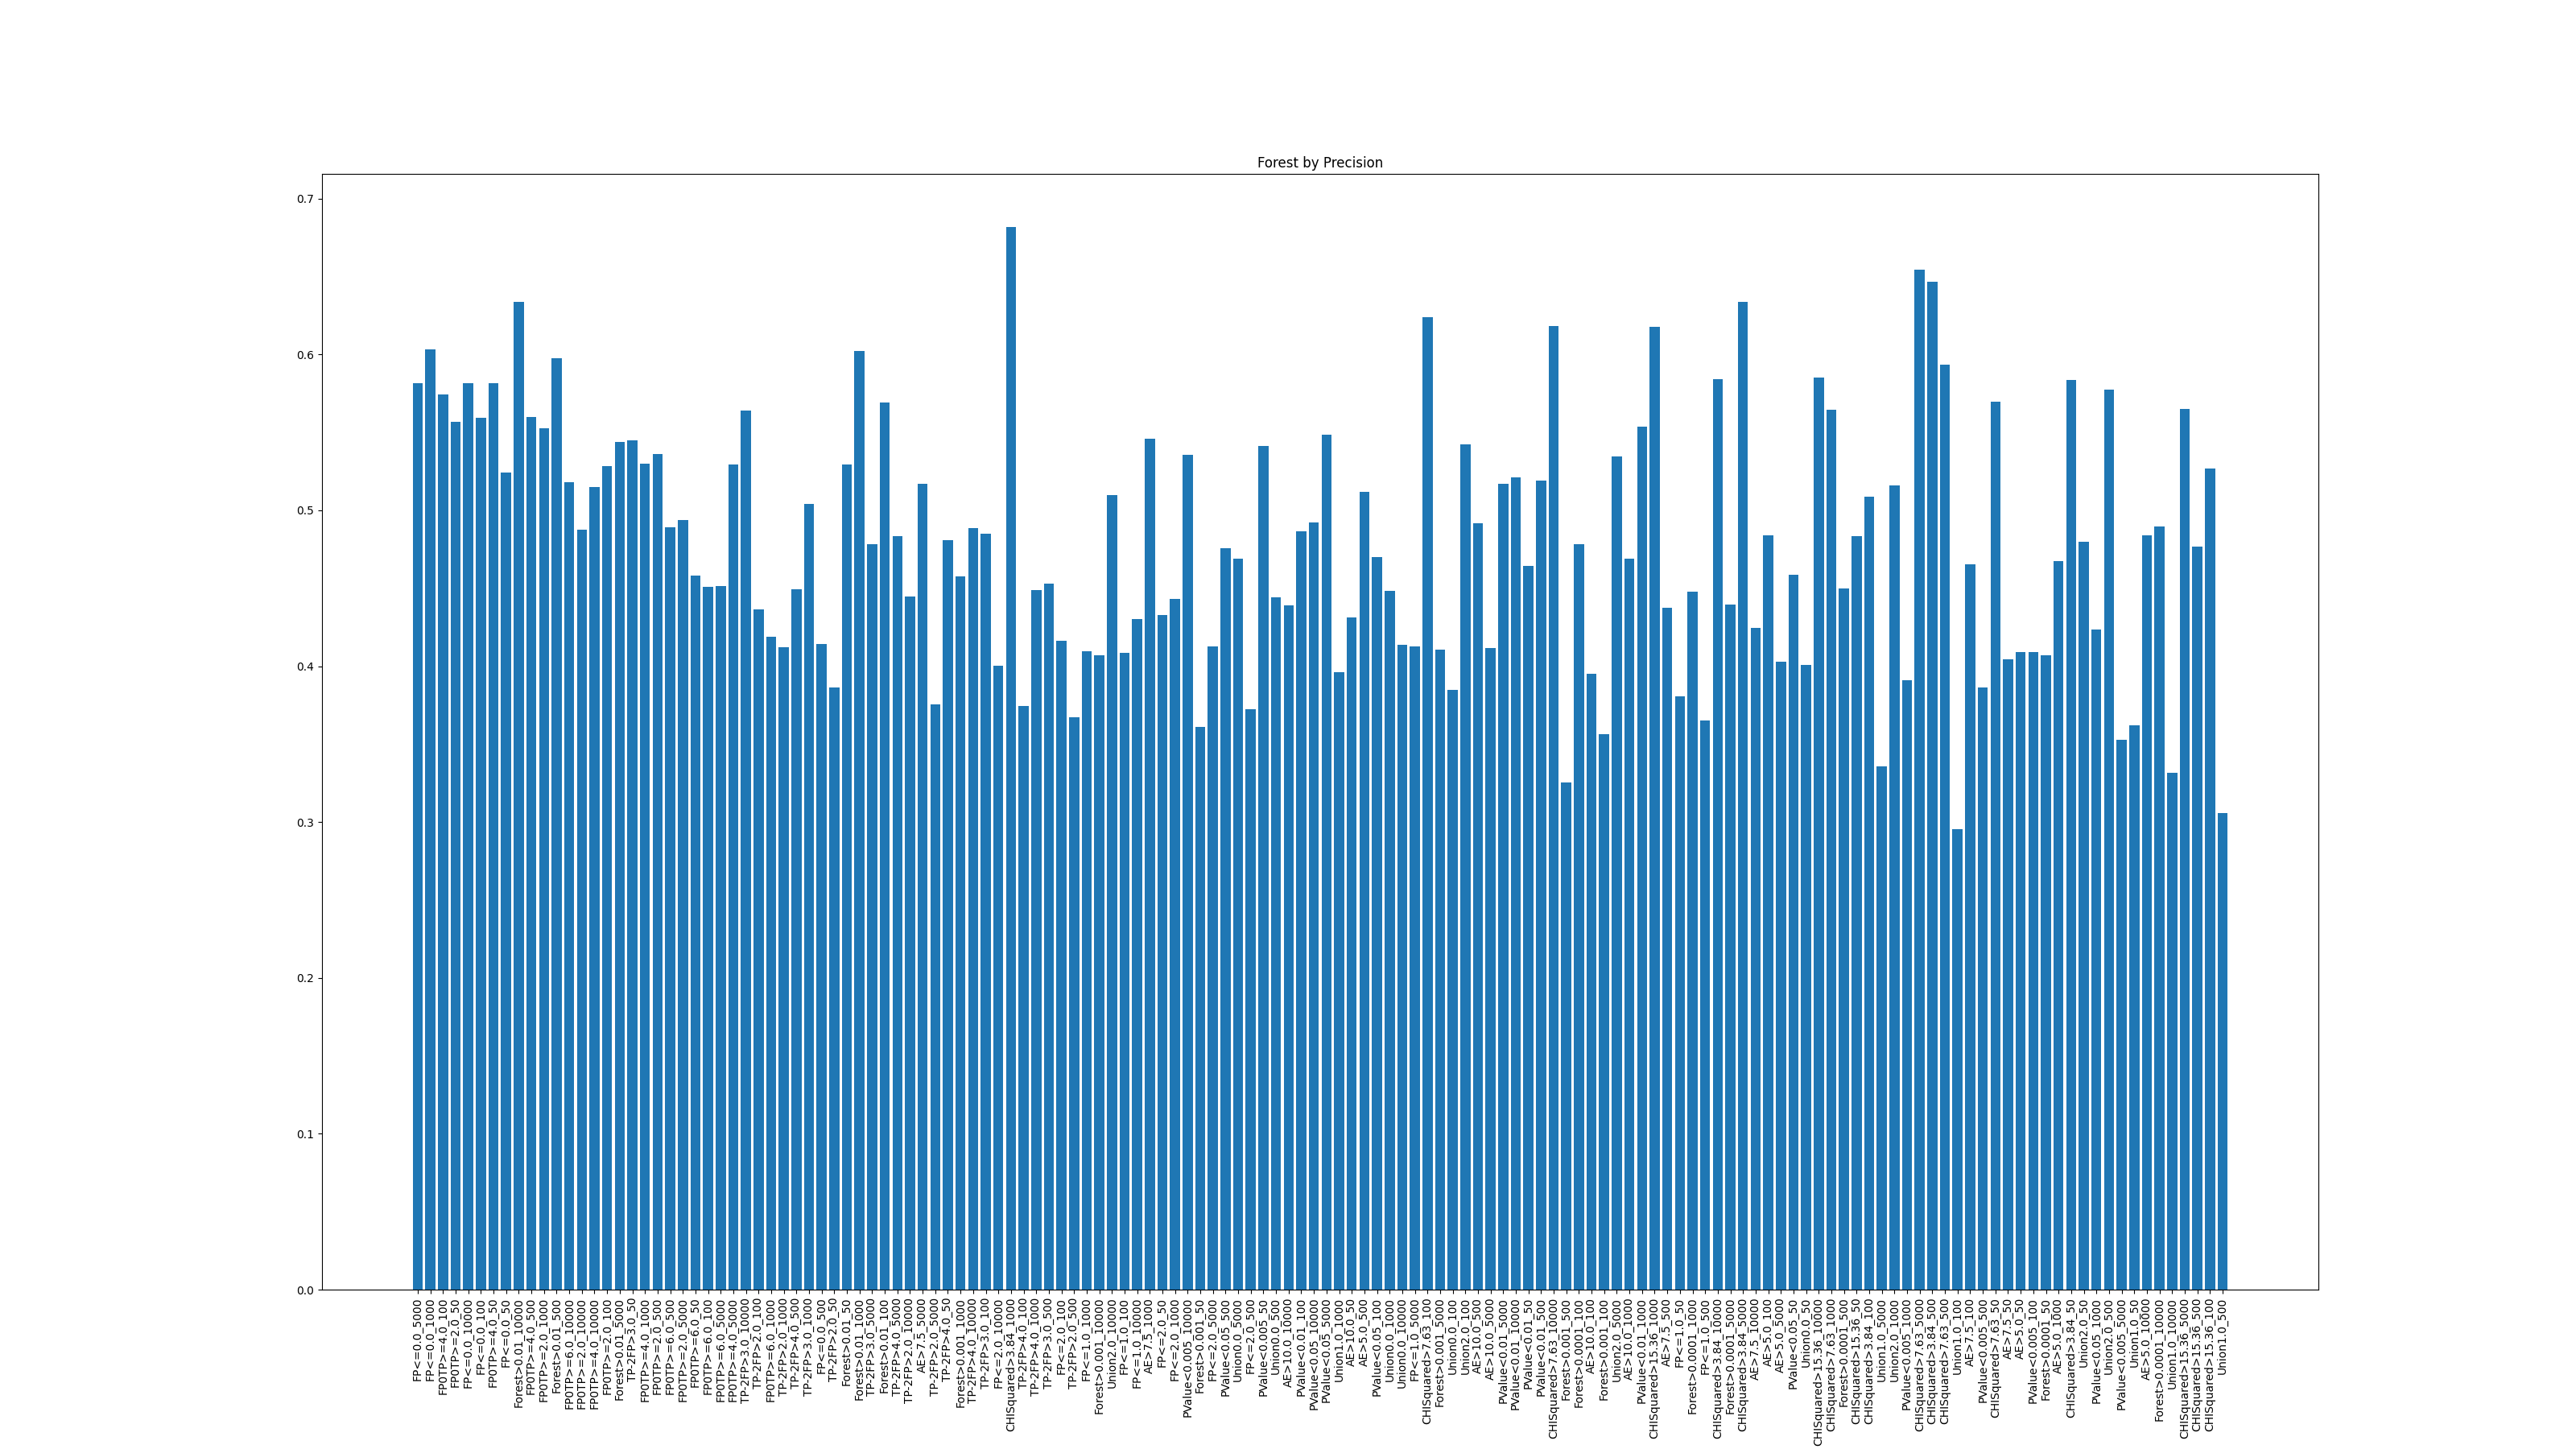 Forest by Precision
0.7
0.6
0.5
0.4
0.3
0.2
0.1
0.0
FP<=0.0_5000
FP<=0.0_1000
FP0TP>=4.0_100
FP0TP>=2.0_50
FP<=0.0_10000
FP<=0.0_100
FP0TP>=4.0_50
FP<=0.0_50
Forest>0.01_10000
FP0TP>=4.0_500
FP0TP>=2.0_1000
Forest>0.01_500
FP0TP>=6.0_10000
FP0TP>=2.0_10000
FP0TP>=4.0_10000
FP0TP>=2.0_100
Forest>0.01_5000
TP-2FP>3.0_50
FP0TP>=4.0_1000
FP0TP>=2.0_500
FP0TP>=6.0_500
FP0TP>=2.0_5000
FP0TP>=6.0_50
FP0TP>=6.0_100
FP0TP>=6.0_5000
FP0TP>=4.0_5000
TP-2FP>3.0_10000
TP-2FP>2.0_100
FP0TP>=6.0_1000
TP-2FP>2.0_1000
TP-2FP>4.0_500
TP-2FP>3.0_1000
FP<=0.0_500
TP-2FP>2.0_50
Forest>0.01_50
Forest>0.01_1000
TP-2FP>3.0_5000
Forest>0.01_100
TP-2FP>4.0_5000
TP-2FP>2.0_10000
AE>7.5_5000
TP-2FP>2.0_5000
TP-2FP>4.0_50
Forest>0.001_1000
TP-2FP>4.0_10000
TP-2FP>3.0_100
FP<=2.0_10000
CHISquared>3.84_1000
TP-2FP>4.0_100
TP-2FP>4.0_1000
TP-2FP>3.0_500
FP<=2.0_100
TP-2FP>2.0_500
FP<=1.0_1000
Forest>0.001_10000
Union2.0_10000
FP<=1.0_100
FP<=1.0_10000
AE>7.5_1000
FP<=2.0_50
FP<=2.0_1000
PValue<0.005_10000
Forest>0.001_50
FP<=2.0_5000
PValue<0.05_500
Union0.0_5000
FP<=2.0_500
PValue<0.005_50
Union0.0_500
AE>10.0_10000
PValue<0.01_100
PValue<0.05_10000
PValue<0.05_5000
Union1.0_1000
AE>10.0_50
AE>5.0_500
PValue<0.05_100
Union0.0_1000
Union0.0_10000
FP<=1.0_5000
CHISquared>7.63_100
Forest>0.001_5000
Union0.0_100
Union2.0_100
AE>10.0_500
AE>10.0_5000
PValue<0.01_5000
PValue<0.01_10000
PValue<0.01_50
PValue<0.01_500
CHISquared>7.63_10000
Forest>0.001_500
Forest>0.0001_100
AE>10.0_100
Forest>0.001_100
Union2.0_5000
AE>10.0_1000
PValue<0.01_1000
CHISquared>15.36_1000
AE>7.5_500
FP<=1.0_50
Forest>0.0001_1000
FP<=1.0_500
CHISquared>3.84_10000
Forest>0.0001_5000
CHISquared>3.84_5000
AE>7.5_10000
AE>5.0_100
AE>5.0_5000
PValue<0.05_50
Union0.0_50
CHISquared>15.36_10000
CHISquared>7.63_1000
Forest>0.0001_500
CHISquared>15.36_50
CHISquared>3.84_100
Union1.0_5000
Union2.0_1000
PValue<0.005_1000
CHISquared>7.63_5000
CHISquared>3.84_500
CHISquared>7.63_500
Union1.0_100
AE>7.5_100
PValue<0.005_500
CHISquared>7.63_50
AE>7.5_50
AE>5.0_50
PValue<0.005_100
Forest>0.0001_50
AE>5.0_1000
CHISquared>3.84_50
Union2.0_50
PValue<0.05_1000
Union2.0_500
PValue<0.005_5000
Union1.0_50
AE>5.0_10000
Forest>0.0001_10000
Union1.0_10000
CHISquared>15.36_5000
CHISquared>15.36_500
CHISquared>15.36_100
Union1.0_500